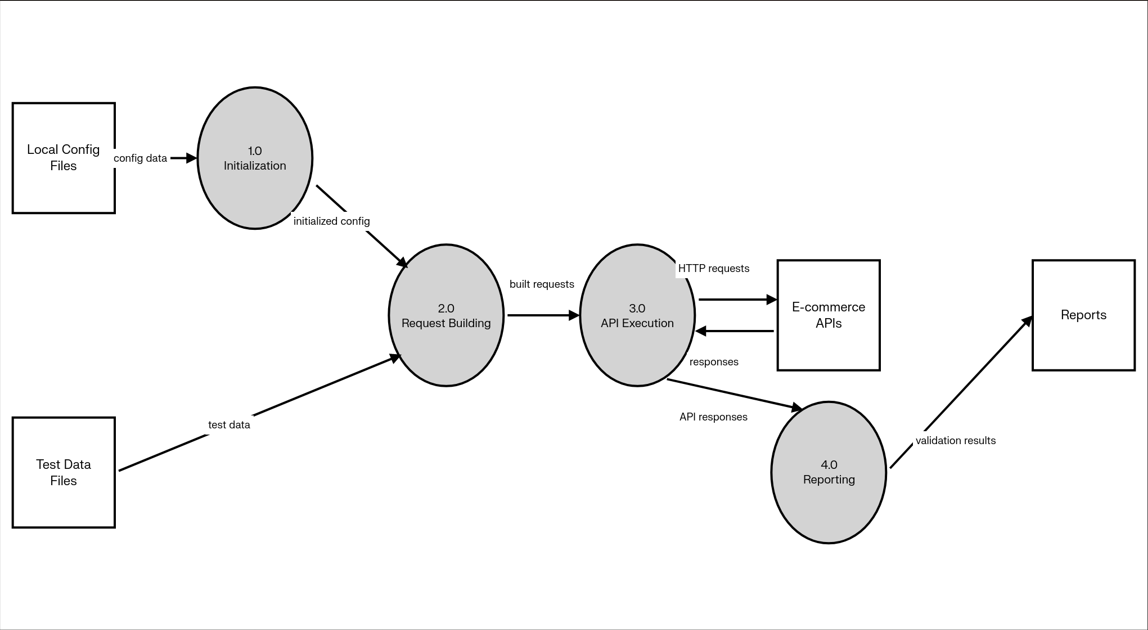 Local Config
Files
config data
1.0
Initialization
initialized config
2.0
Request Building
built requests
3.0
API Execution
HTTP requests
E-commerce
APIs
responses
Reports
API responses
test data
Test Data
Files
4.0
Reporting
validation results